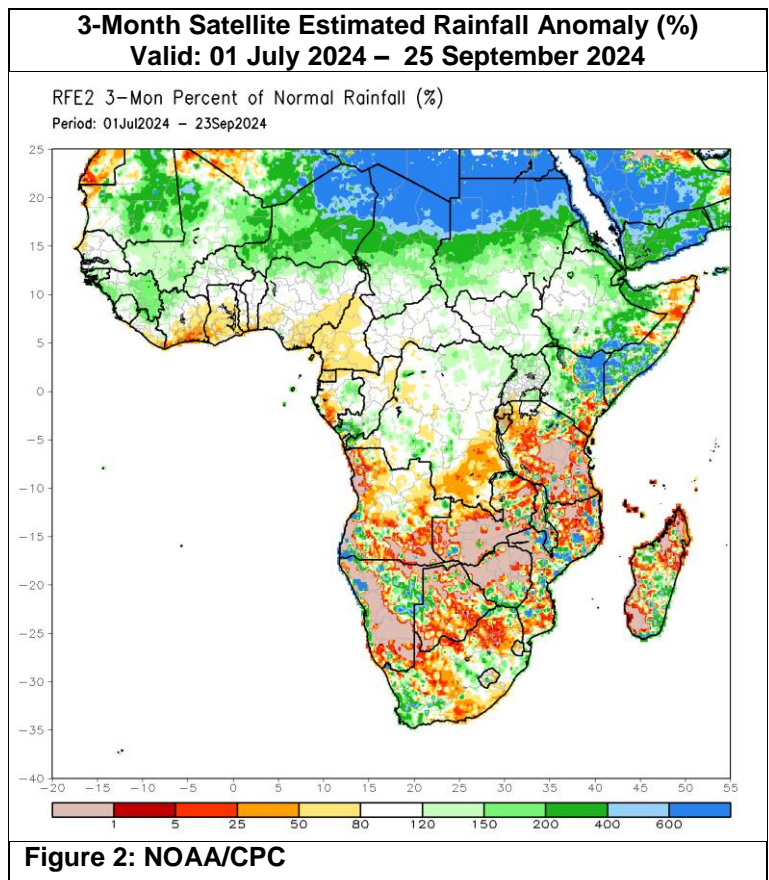 3-Month Satellite Estimated Rainfall Anomaly (%)
Valid: 01 July 2024 – 25 September 2024
RFE2 3-Mon Percent of Normal Rainfall (%)
Period: 01Jul2024 – 23Sep2024
25
20
15
10
5
0
−5
−10
−15
−20
−25
−30
−35
−40
−20 −15 −10 −5 0 5 10 15 20 25 30 35 40 45 50 55
1 5 25 50 80 120 150 200 400 600
Figure 2: NOAA/CPC